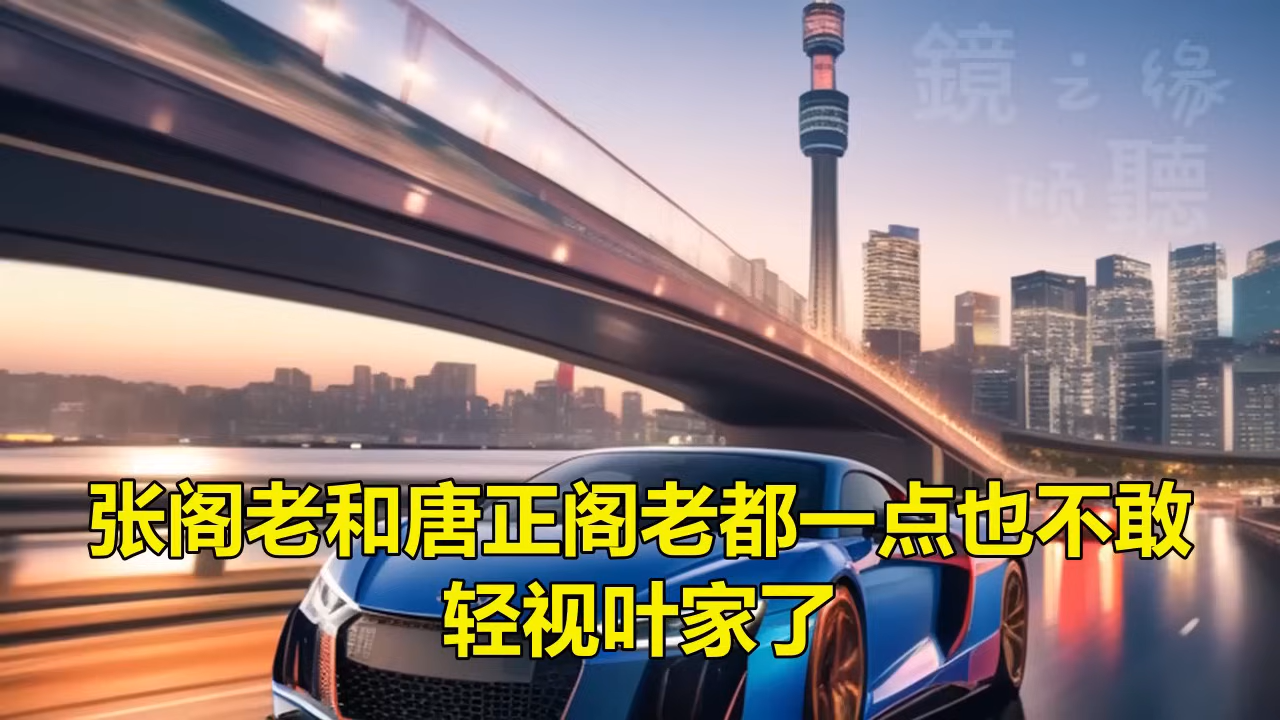 鏡之缘
倾聽
张阁老和唐正阁老都一点也不敢
轻视叶家了